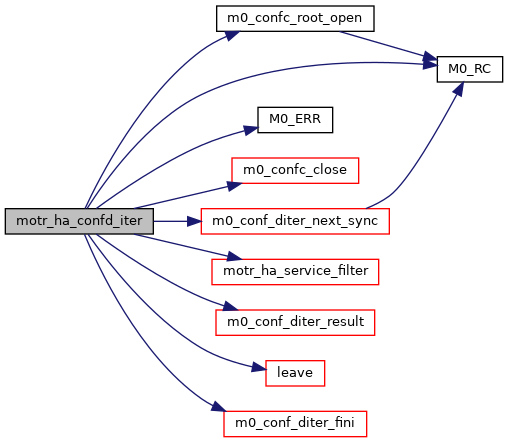 m0_confc_root_open
M0_RC
M0_ERR
m0_confc_close
motr_ha_confd_iter
m0_conf_diter_next_sync
motr_ha_service_filter
m0_conf_diter_result
leave
m0_conf_diter_fini